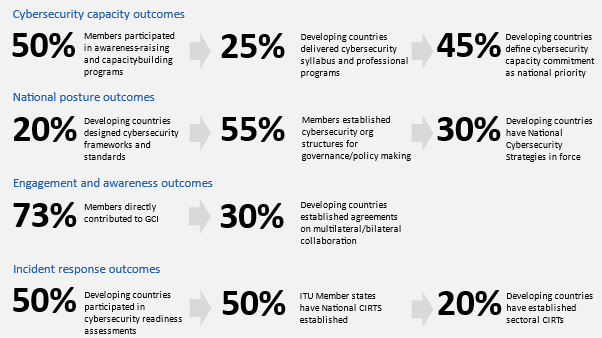 Cybersecurity capacity outcomes
50%
Members participated
in awareness-raising
and capacitybuilding
programs
25%
Developing countries
delivered cybersecurity
syllabus and professional
programs
45%
Developing countries
define cybersecurity
capacity commitment
as national priority
National posture outcomes
20%
Developing countries
designed cybersecurity
frameworks and
standards
55%
Members established
cybersecurity org
structures for
governance/policy making
30%
Developing countries
have National
Cybersecurity
Strategies in force
Engagement and awareness outcomes
73%
Members directly
contributed to GCI
30%
Developing countries
established agreements
on multilateral/bilateral
collaboration
Incident response outcomes
50%
Developing countries
participated in
cybersecurity readiness
assessments
50%
ITU Member states
have National CIRTS
established
20%
Developing countries
have established
sectoral CIRTs